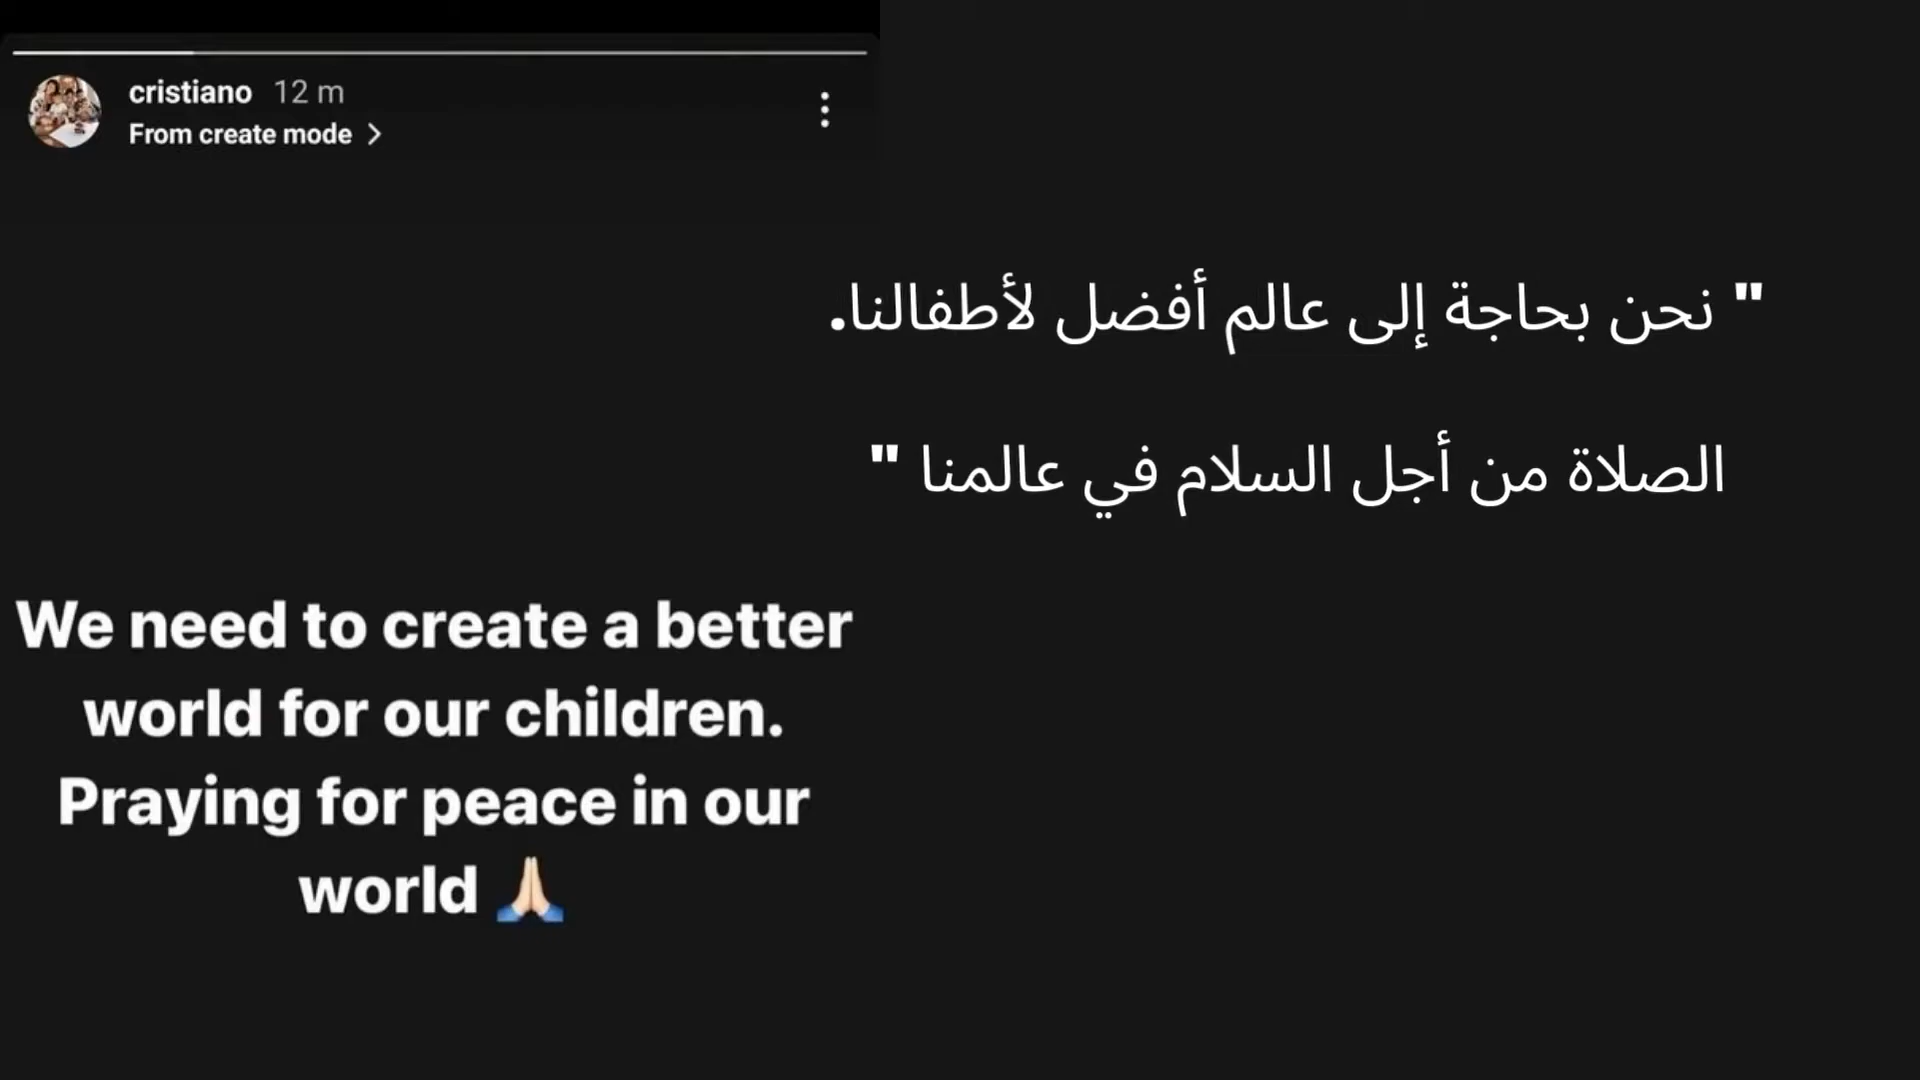 cristiano 12 m
From create mode
" نحن بحاجة إلى عالم أفضل لأطفالنا.
الصلاة من أجل السلام في عالمنا "
We need to create a better
world for our children.
Praying for peace in our
world 🙏🏻